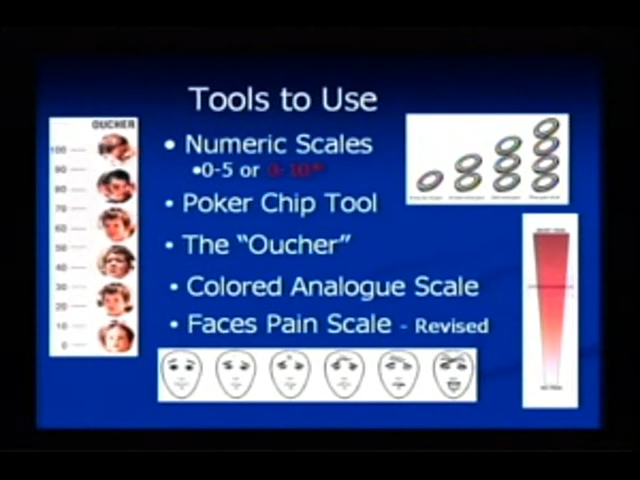 Tools to Use
OUCHER
• Numeric Scales
•0-5 or 0-10
• Poker Chip Tool
• The “Oucher”
• Colored Analogue Scale
• Faces Pain Scale - Revised
100
90
80
70
60
50
40
30
20
10
0